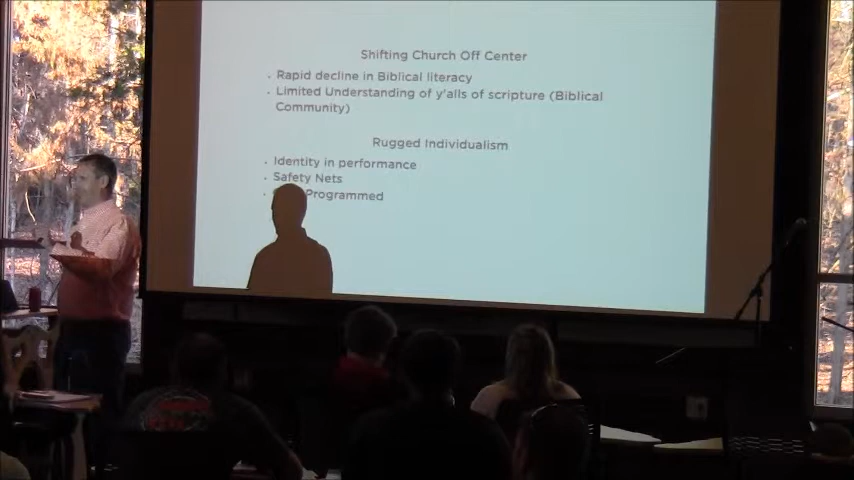 Shifting Church Off Center
. Rapid decline in Biblical literacy
. Limited Understanding of y'alls of scripture (Biblical
Community)
Rugged Individualism
. Identity in performance
. Safety Nets
. Programmed